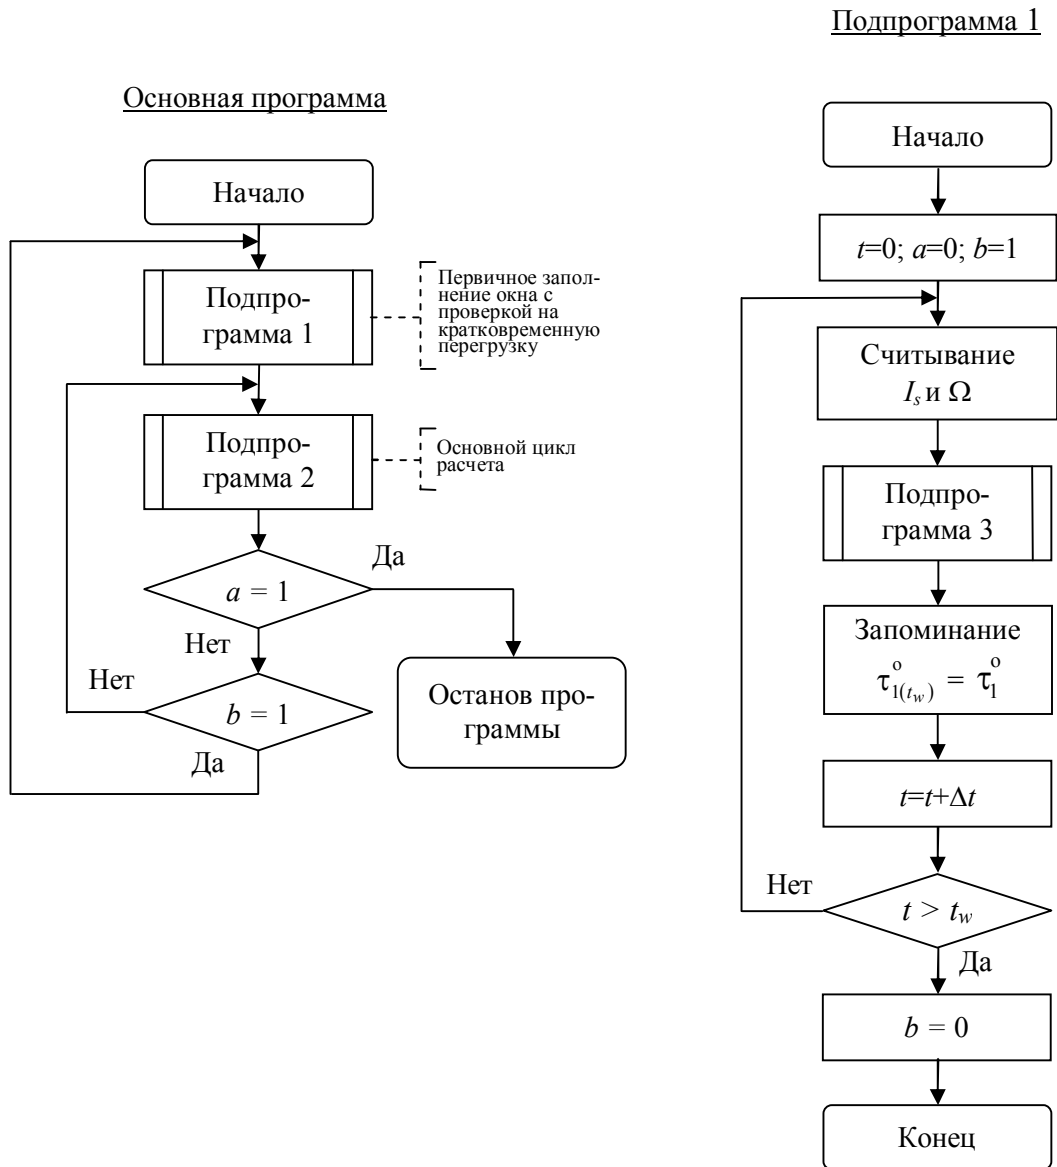 Основная программа
Начало
Подпро-
грамма 1
Первичное запол-
нение окна с
проверкой на
кратковременную
перегрузку
Подпро-
грамма 2
Основной цикл
расчета
a = 1
Да
Нет
Останов про-
граммы
b = 1
Нет
Да
Подпрограмма 1
Начало
t=0; a=0; b=1
Считывание
Iₛ и Ω
Подпро-
грамма 3
Запоминание
τ°₁(t_w) = τ°₁
t=t+Δt
t > t_w
Нет
Да
b = 0
Конец